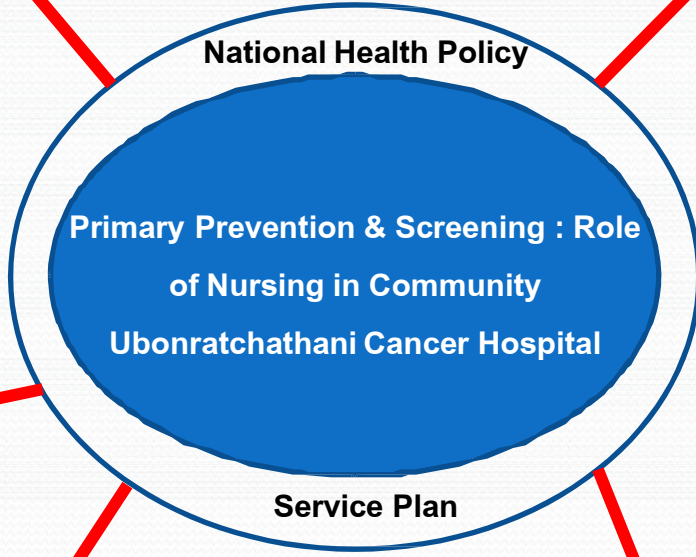 National Health Policy
Primary Prevention & Screening : Role
of Nursing in Community
Ubonratchathani Cancer Hospital
Service Plan